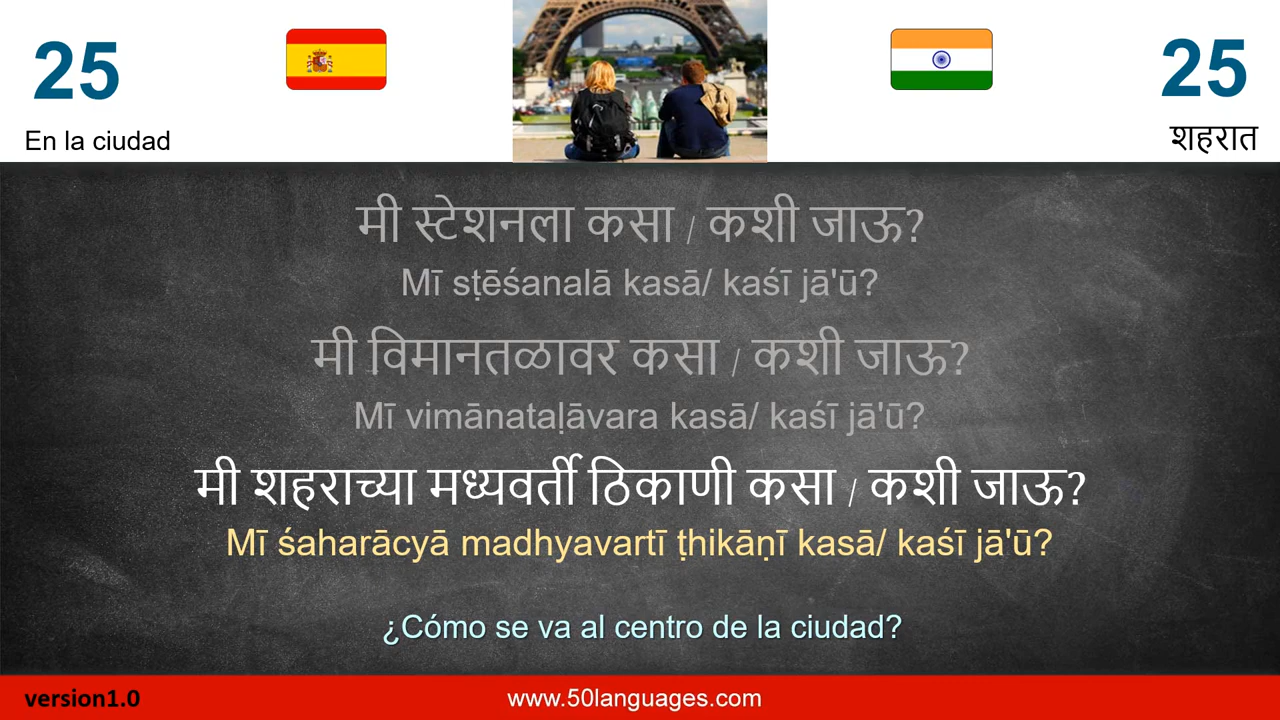 25
25
En la ciudad
शहरात
मी स्टेशनला कसा / कशी जाऊ?
Mī sṭēśanalā kasā/ kaśī jā'ū?
मी विमानतळावर कसा / कशी जाऊ?
Mī vimānataḷāvara kasā/ kaśī jā'ū?
मी शहराच्या मध्यवर्ती ठिकाणी कसा / कशी जाऊ?
Mī śaharācyā madhyavartī ṭhikāṇī kasā/ kaśī jā'ū?
¿Cómo se va al centro de la ciudad?
version1.0
www.50languages.com